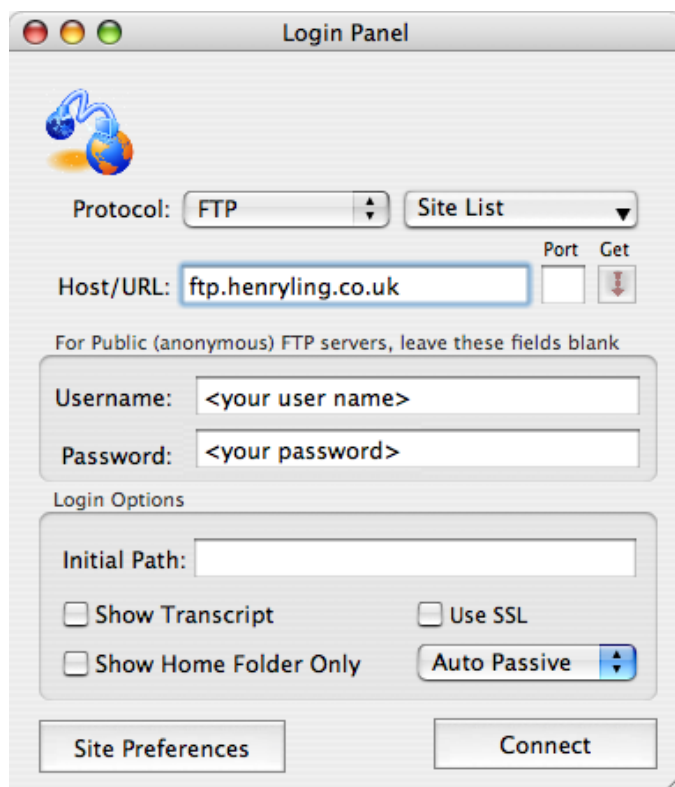 Login Panel
Protocol: FTP Site List
Port Get
Host/URL: ftp.henryling.co.uk
For Public (anonymous) FTP servers, leave these fields blank
Username: <your user name>
Password: <your password>
Login Options
Initial Path:
Show Transcript Use SSL
Show Home Folder Only Auto Passive
Site Preferences Connect